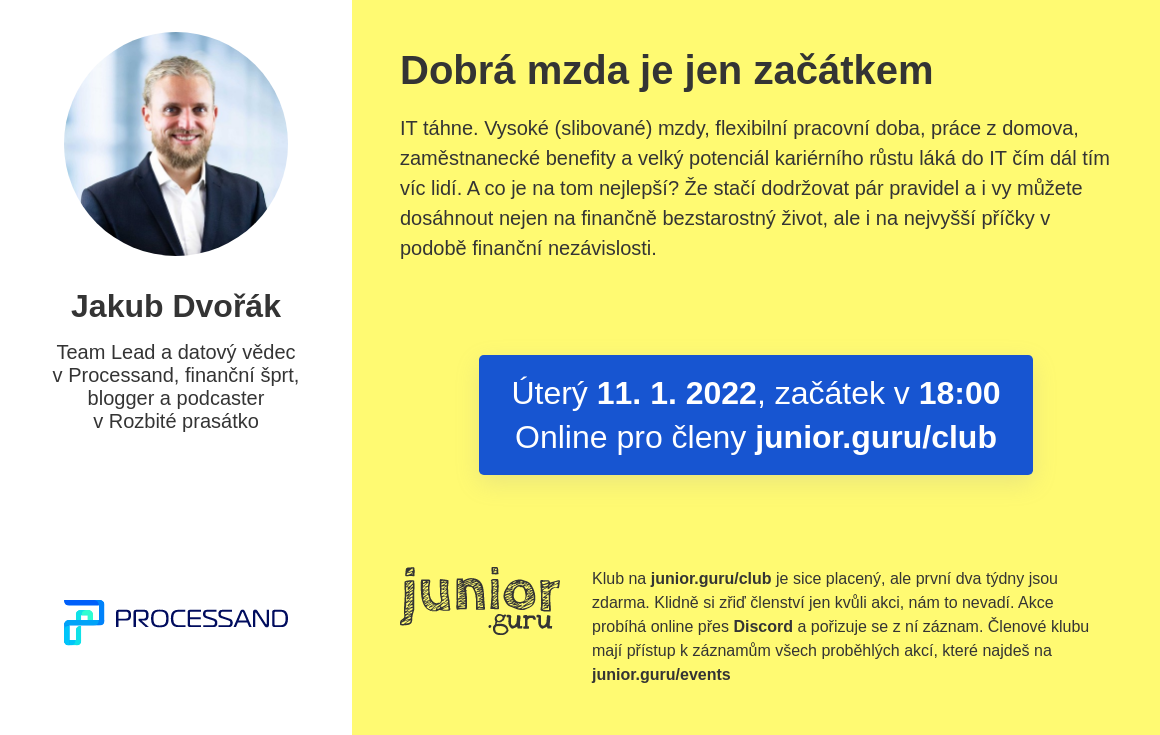 Jakub Dvořák
Team Lead a datový vědec
v Processand, finanční šprt,
blogger a podcaster
v Rozbité prasátko
PROCESSAND
Dobrá mzda je jen začátkem
IT táhne. Vysoké (slibované) mzdy, flexibilní pracovní doba, práce z domova,
zaměstnanecké benefity a velký potenciál kariérního růstu láká do IT čím dál tím
víc lidí. A co je na tom nejlepší? Že stačí dodržovat pár pravidel a i vy můžete
dosáhnout nejen na finančně bezstarostný život, ale i na nejvyšší příčky v
podobě finanční nezávislosti.
Úterý 11. 1. 2022, začátek v 18:00
Online pro členy junior.guru/club
junior
.guru
Klub na junior.guru/club je sice placený, ale první dva týdny jsou
zdarma. Klidně si zřiď členství jen kvůli akci, nám to nevadí. Akce
probíhá online přes Discord a pořizuje se z ní záznam. Členové klubu
mají přístup k záznamům všech proběhlých akcí, které najdeš na
junior.guru/events